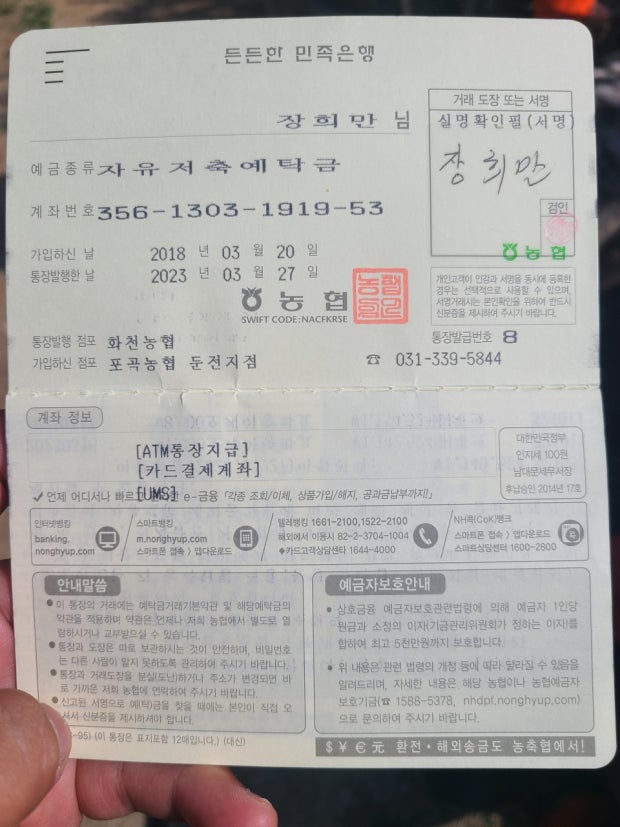 든든한 민족은행
장희만 님
거래 도장 또는 서명
실명확인필(서명)
장희만
검인
농협
예금종류 자유저축예탁금
계좌번호 356-1303-1919-53
가입하신 날 2018 년 03 월 20 일
통장발행한 날 2023 년 03 월 27 일
농협
SWIFT CODE:NACFKRSE
개인고객이 인감과 서명을 동시에 등록한
경우는 선택적으로 사용할 수 있으며,
서명거래시는 본인확인을 위하여 반드시
신분증을 제시하여 주시기 바랍니다.
통장발급번호 8
통장발행 점포 화천농협
가입하신 점포 포곡농협 둔전지점
☎ 031-339-5844
계좌 정보
[ATM통장지급]
[카드결제계좌]
[UMS]
대한민국정부
인지세 100원
남대문세무서장
후납승인 2014년 17호
✓ 언제 어디서나 빠르 한 e-금융 「각종 조회/이체, 상품가입/해지, 공과금납부까지!」
인터넷뱅킹
banking.
nonghyup.com
스마트뱅킹
m.nonghyup.com
스마트폰 접속 > 앱다운로드
텔레뱅킹 1661-2100,1522-2100
해외에서 이용시 82-2-3704-1004
◆카드고객상담센타 1644-4000
NH콕(CoK)뱅크
스마트폰 접속 > 앱다운로드
스마트상담센터 1600-2800
안내말씀
● 이 통장의 거래에는 예탁금거래기본약관 및 해당예탁금의
약관을 적용하며 약관은 언제나 저희 농협에서 별도로 열
람하시거나 교부받으실 수 있습니다.
● 통장과 도장은 따로 보관하시는 것이 안전하며, 비밀번호
는 다른 사람이 알지 못하도록 관리하여 주시기 바랍니다.
● 통장과 거래도장을 분실(도난)하거나 주소가 변경되면 바
로 가까운 저희 농협에 연락하여 주시기 바랍니다.
● 신고된 서명으로 예(탁)금을 찾을 때에는 본인이 직접 오
셔서 신분증을 제시하셔야 합니다.
-95) (이 통장은 표지포함 12매입니다.) (대신)
예금자보호안내
• 상호금융 예금자보호관련법령에 의해 예금자 1인당
원금과 소정의 이자(기금관리위원회가 정하는 이자)를
합하여 최고 5천만원까지 보호합니다.
• 위 내용은 관련 법령의 개정 등에 따라 달라질 수 있음을
알려드리며, 자세한 내용은 해당 농협이나 농협예금자
보호기금(☎ 1588-5378, nhdpf.nonghyup.com)
으로 문의하여 주시기 바랍니다.
$ ¥ € 元 환전・해외송금도 농축협에서!